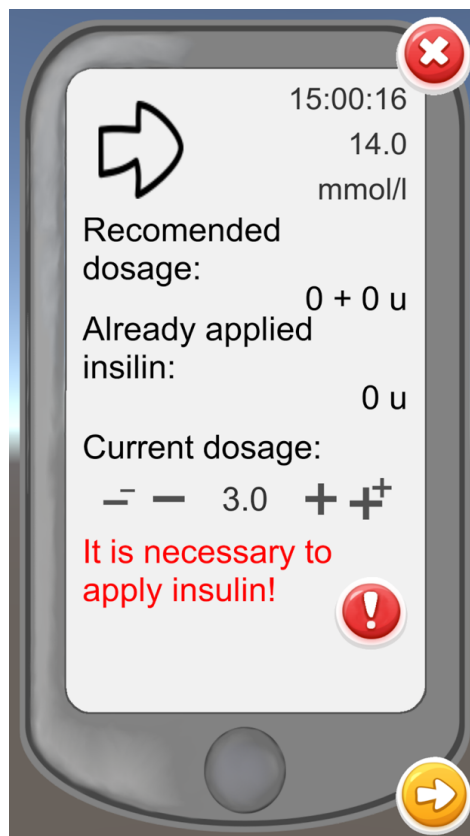 15:00:16
14.0
mmol/l
Recomended
dosage:
0 + 0 u
Already applied
insilin:
0 u
Current dosage:
−− − 3.0 + ++
It is necessary to
apply insulin!
!